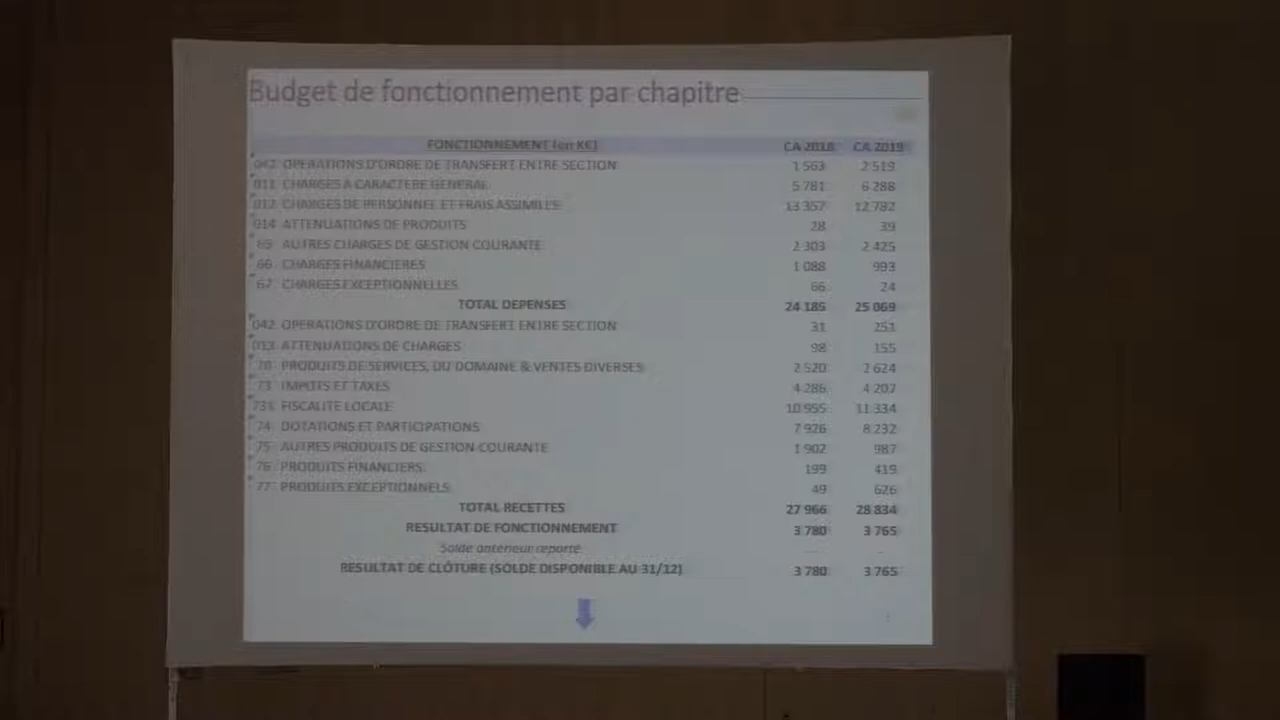 Budget de fonctionnement par chapitre
FONCTIONNEMENT (en K€) CA 2018 CA 2019
042 OPERATIONS D'ORDRE DE TRANSFERT ENTRE SECTION 1 563 2 519
011 CHARGES A CARACTERE GENERAL 5 781 6 288
012 CHARGES DE PERSONNEL ET FRAIS ASSIMILES 13 357 12 782
014 ATTENUATIONS DE PRODUITS 28 39
65 AUTRES CHARGES DE GESTION COURANTE 2 303 2 425
66 CHARGES FINANCIERES 1 088 993
67 CHARGES EXCEPTIONNELLES 66 24
TOTAL DEPENSES 24 185 25 069
042 OPERATIONS D'ORDRE DE TRANSFERT ENTRE SECTION 31 251
013 ATTENUATIONS DE CHARGES 98 155
70 PRODUITS DE SERVICES, DU DOMAINE & VENTES DIVERSES 2 520 2 624
73 IMPOTS ET TAXES 4 286 4 207
731 FISCALITE LOCALE 10 955 11 334
74 DOTATIONS ET PARTICIPATIONS 7 926 8 232
75 AUTRES PRODUITS DE GESTION COURANTE 1 902 987
76 PRODUITS FINANCIERS 199 419
77 PRODUITS EXCEPTIONNELS 49 626
TOTAL RECETTES 27 966 28 834
RESULTAT DE FONCTIONNEMENT 3 780 3 765
Solde antérieur reporté - -
RESULTAT DE CLÔTURE (SOLDE DISPONIBLE AU 31/12) 3 780 3 765